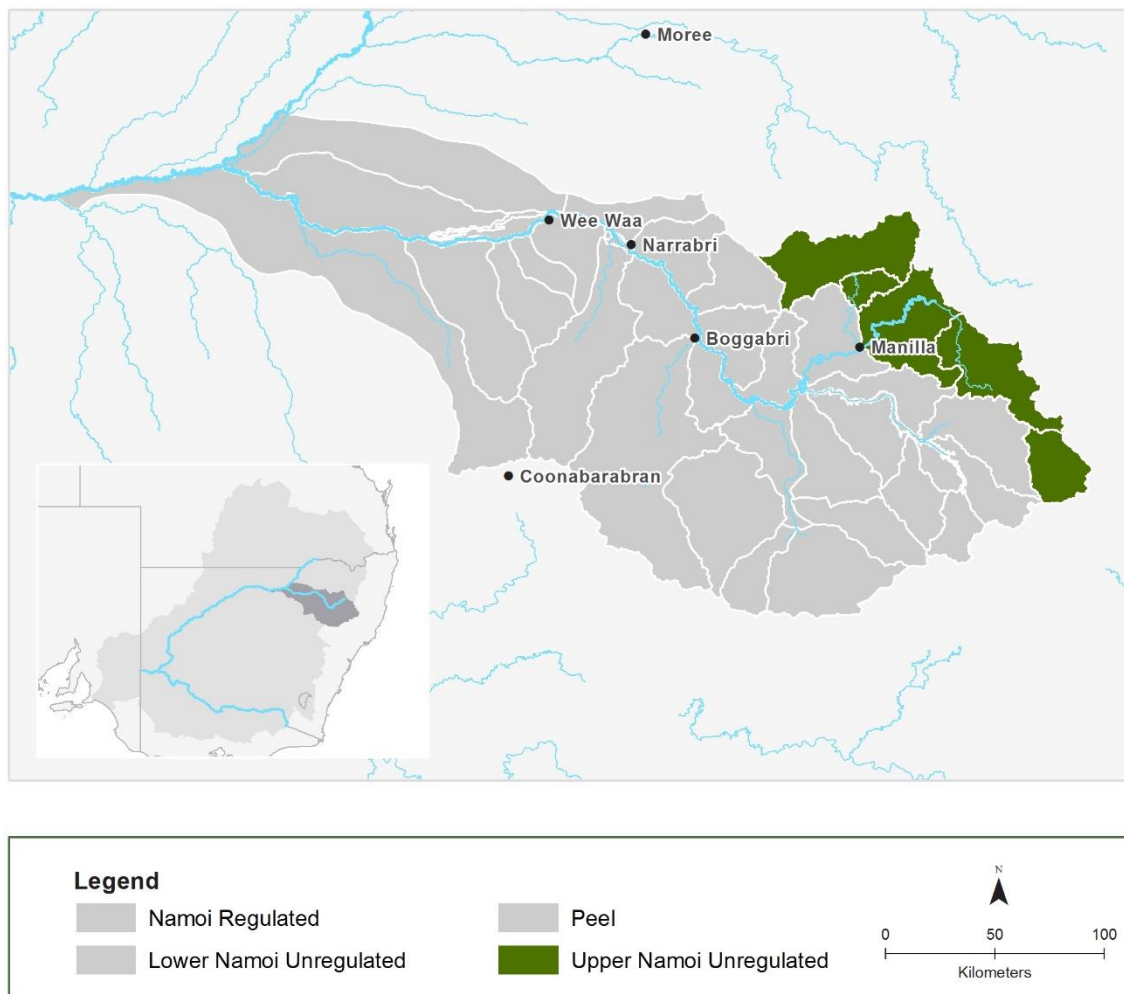 Moree
Wee Waa
Narrabri
Boggabri
Manilla
Coonabarabran
Legend
Namoi Regulated
Lower Namoi Unregulated
Peel
Upper Namoi Unregulated
N
0 50 100
Kilometers